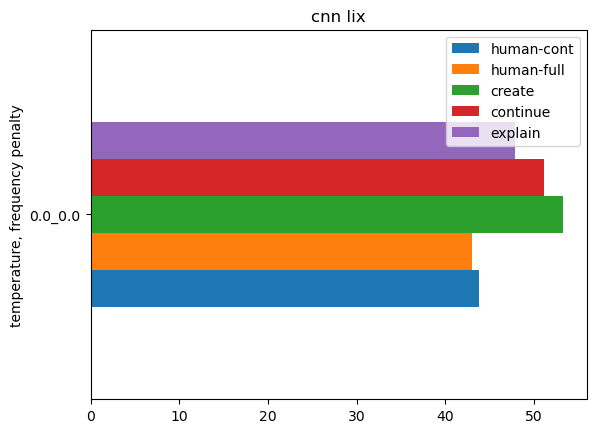 cnn lix
human-cont
human-full
create
continue
explain
temperature, frequency penalty
0.0_0.0
0 10 20 30 40 50